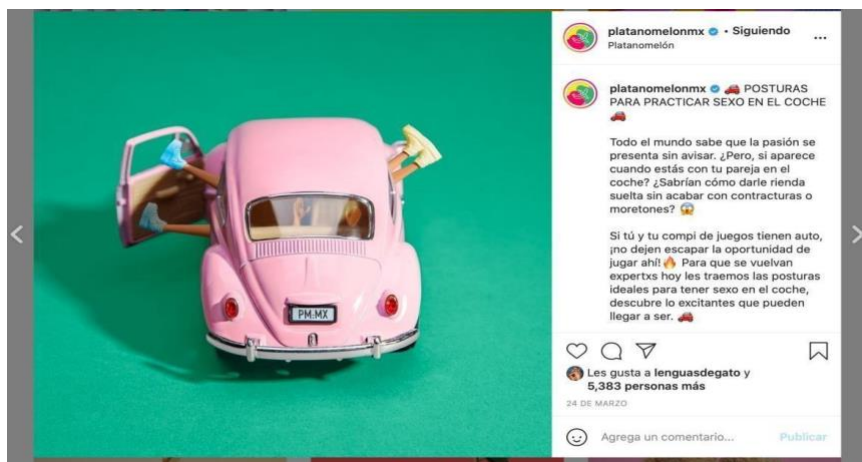 platanomelonmx • Siguiendo
Platanomelón
...
platanomelonmx 🚗 POSTURAS
PARA PRACTICAR SEXO EN EL COCHE
🚗
Todo el mundo sabe que la pasión se
presenta sin avisar. ¿Pero, si aparece
cuando estás con tu pareja en el
coche? ¿Sabrían cómo darle rienda
suelta sin acabar con contracturas o
moretones? 😱
Si tú y tu compi de juegos tienen auto,
¡no dejen escapar la oportunidad de
jugar ahí!🔥 Para que se vuelvan
expertxs hoy les traemos las posturas
ideales para tener sexo en el coche,
descubre lo excitantes que pueden
llegar a ser. 🚗
PM:MX
Les gusta a lenguasdegato y
5,383 personas más
24 DE MARZO
Agrega un comentario... Publicar